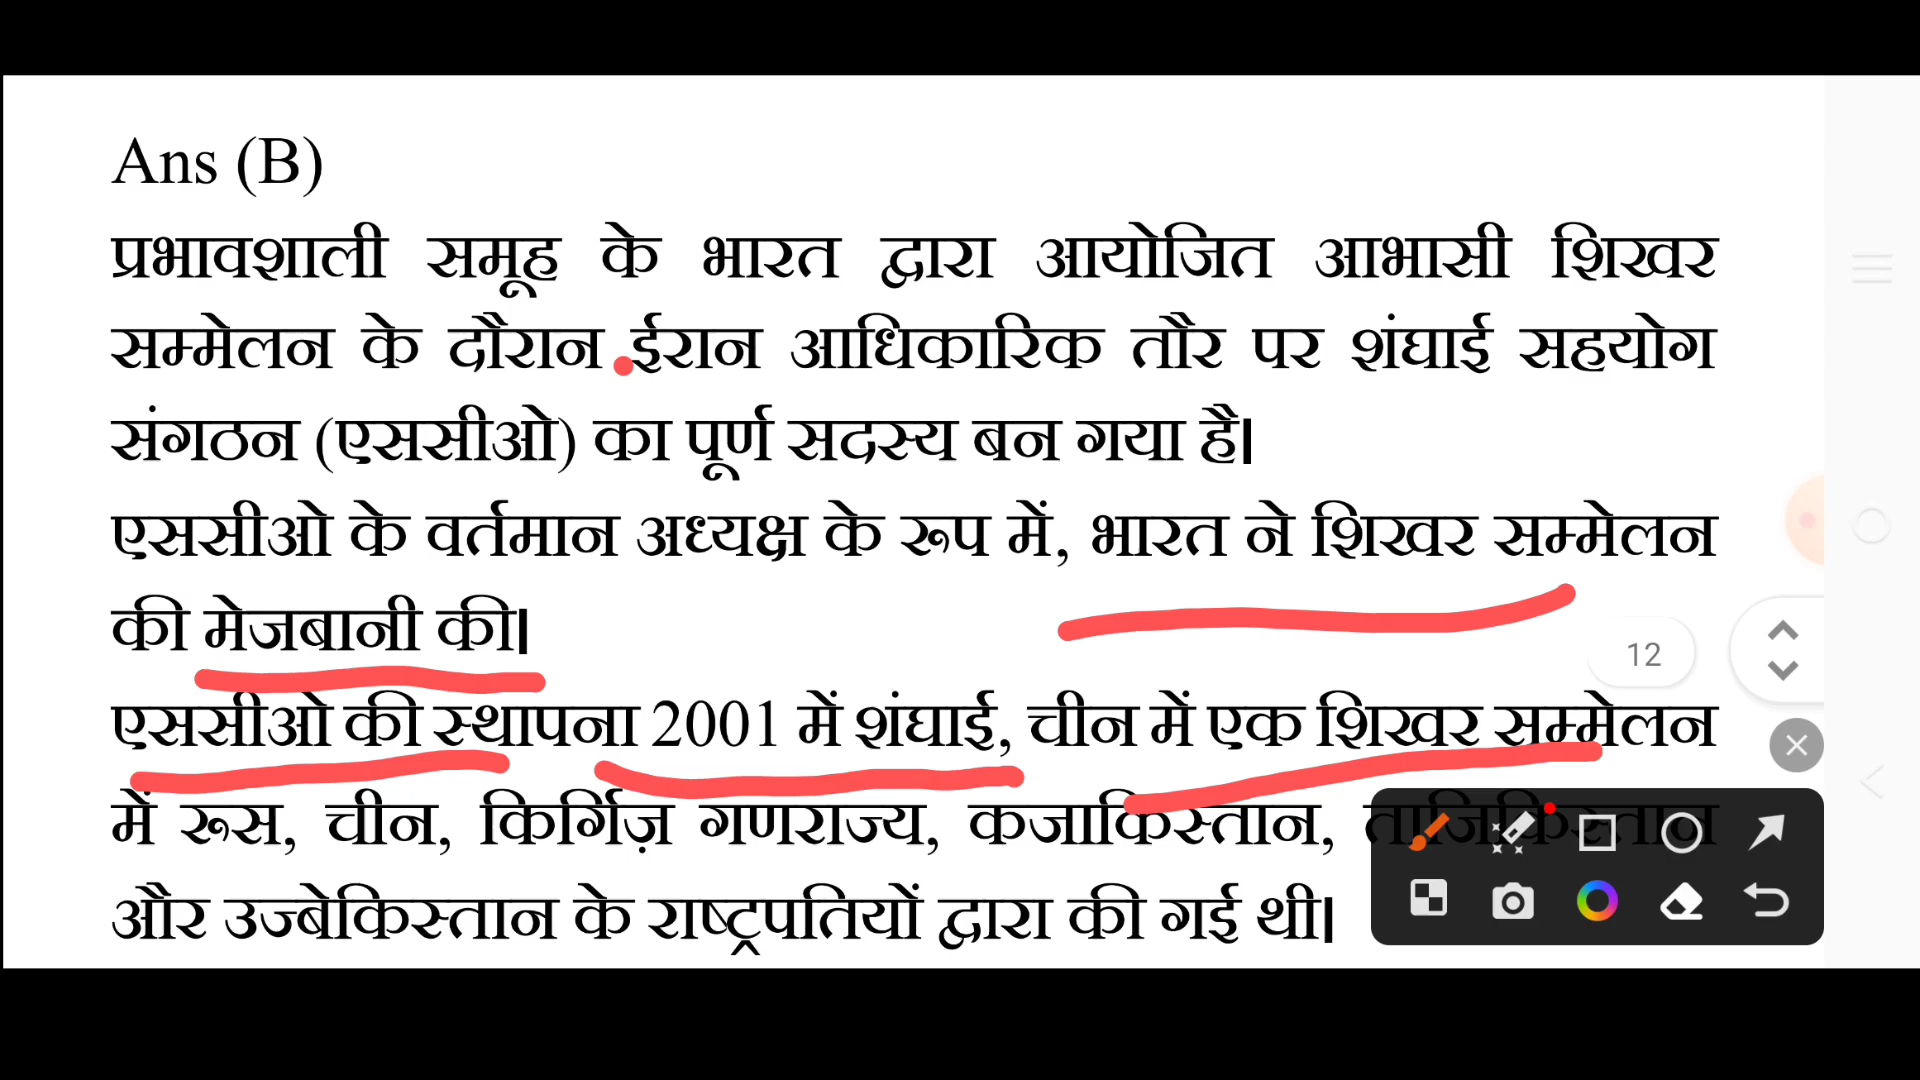 Ans (B)
प्रभावशाली समूह के भारत द्वारा आयोजित आभासी शिखर
सम्मेलन के दौरान ईरान आधिकारिक तौर पर शंघाई सहयोग
संगठन (एससीओ) का पूर्ण सदस्य बन गया है।
एससीओ के वर्तमान अध्यक्ष के रूप में, भारत ने शिखर सम्मेलन
की मेजबानी की।
12
एससीओ की स्थापना 2001 में शंघाई, चीन में एक शिखर सम्मेलन
में रूस, चीन, किर्गिज़ गणराज्य, कजाकिस्तान, ताजिकिस्तान
और उज्बेकिस्तान के राष्ट्रपतियों द्वारा की गई थी।